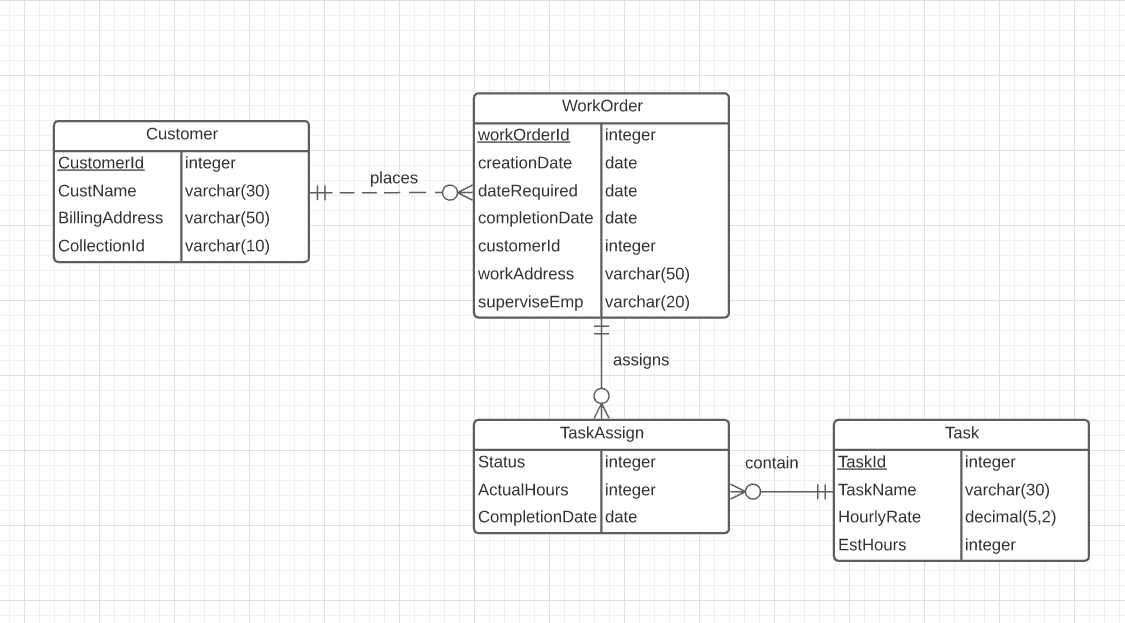 Customer
CustomerId integer
CustName varchar(30)
BillingAddress varchar(50)
CollectionId varchar(10)
places
WorkOrder
workOrderId integer
creationDate date
dateRequired date
completionDate date
customerId integer
workAddress varchar(50)
superviseEmp varchar(20)
assigns
TaskAssign
Status integer
ActualHours integer
CompletionDate date
contain
Task
TaskId integer
TaskName varchar(30)
HourlyRate decimal(5,2)
EstHours integer